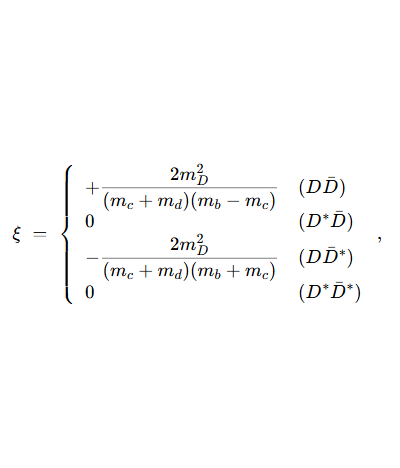 ξ = { +2m_D^2/((m_c + m_d)(m_b − m_c)) (DD̄)
0 (D*D̄)
−2m_D^2/((m_c + m_d)(m_b + m_c)) (DD̄*)
0 (D*D̄*) ,